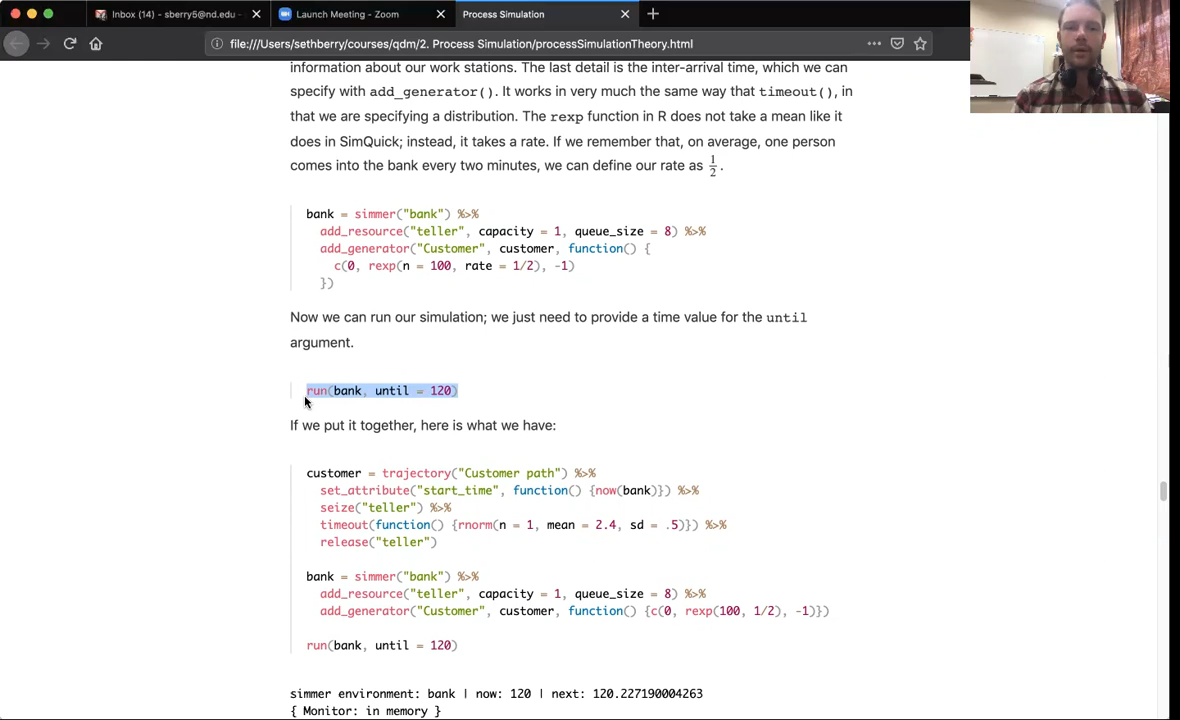 Inbox (14) - sberry5@nd.edu -
Launch Meeting - Zoom
Process Simulation
file:///Users/sethberry/courses/qdm/2. Process Simulation/processSimulationTheory.html
information about our work stations. The last detail is the inter-arrival time, which we can
specify with add_generator(). It works in very much the same way that timeout(), in
that we are specifying a distribution. The rexp function in R does not take a mean like it
does in SimQuick; instead, it takes a rate. If we remember that, on average, one person
comes into the bank every two minutes, we can define our rate as 1/2.
bank = simmer("bank") %>%
add_resource("teller", capacity = 1, queue_size = 8) %>%
add_generator("Customer", customer, function() {
c(0, rexp(n = 100, rate = 1/2), -1)
})
Now we can run our simulation; we just need to provide a time value for the until
argument.
run(bank, until = 120)
If we put it together, here is what we have:
customer = trajectory("Customer path") %>%
set_attribute("start_time", function() {now(bank)}) %>%
seize("teller") %>%
timeout(function() {rnorm(n = 1, mean = 2.4, sd = .5)}) %>%
release("teller")
bank = simmer("bank") %>%
add_resource("teller", capacity = 1, queue_size = 8) %>%
add_generator("Customer", customer, function() {c(0, rexp(100, 1/2), -1)})
run(bank, until = 120)
simmer environment: bank | now: 120 | next: 120.227190004263
{ Monitor: in memory }